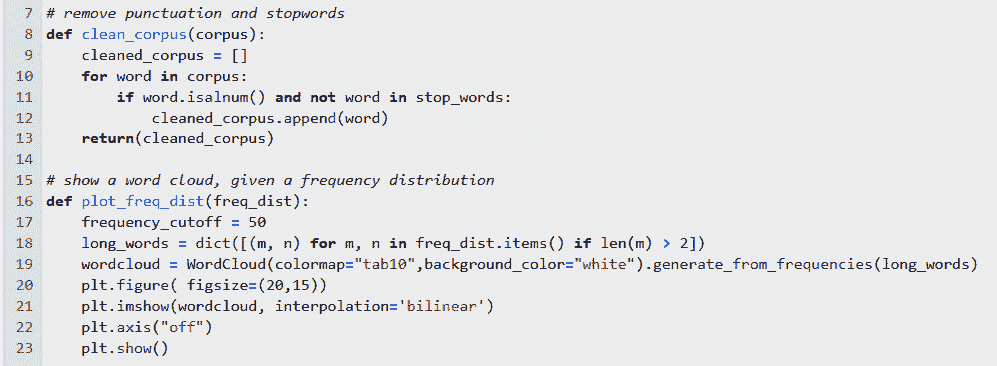 7 # remove punctuation and stopwords
8 def clean_corpus(corpus):
9     cleaned_corpus = []
10     for word in corpus:
11         if word.isalnum() and not word in stop_words:
12             cleaned_corpus.append(word)
13     return(cleaned_corpus)
14
15 # show a word cloud, given a frequency distribution
16 def plot_freq_dist(freq_dist):
17     frequency_cutoff = 50
18     long_words = dict([(m, n) for m, n in freq_dist.items() if len(m) > 2])
19     wordcloud = WordCloud(colormap="tab10",background_color="white").generate_from_frequencies(long_words)
20     plt.figure( figsize=(20,15))
21     plt.imshow(wordcloud, interpolation='bilinear')
22     plt.axis("off")
23     plt.show()